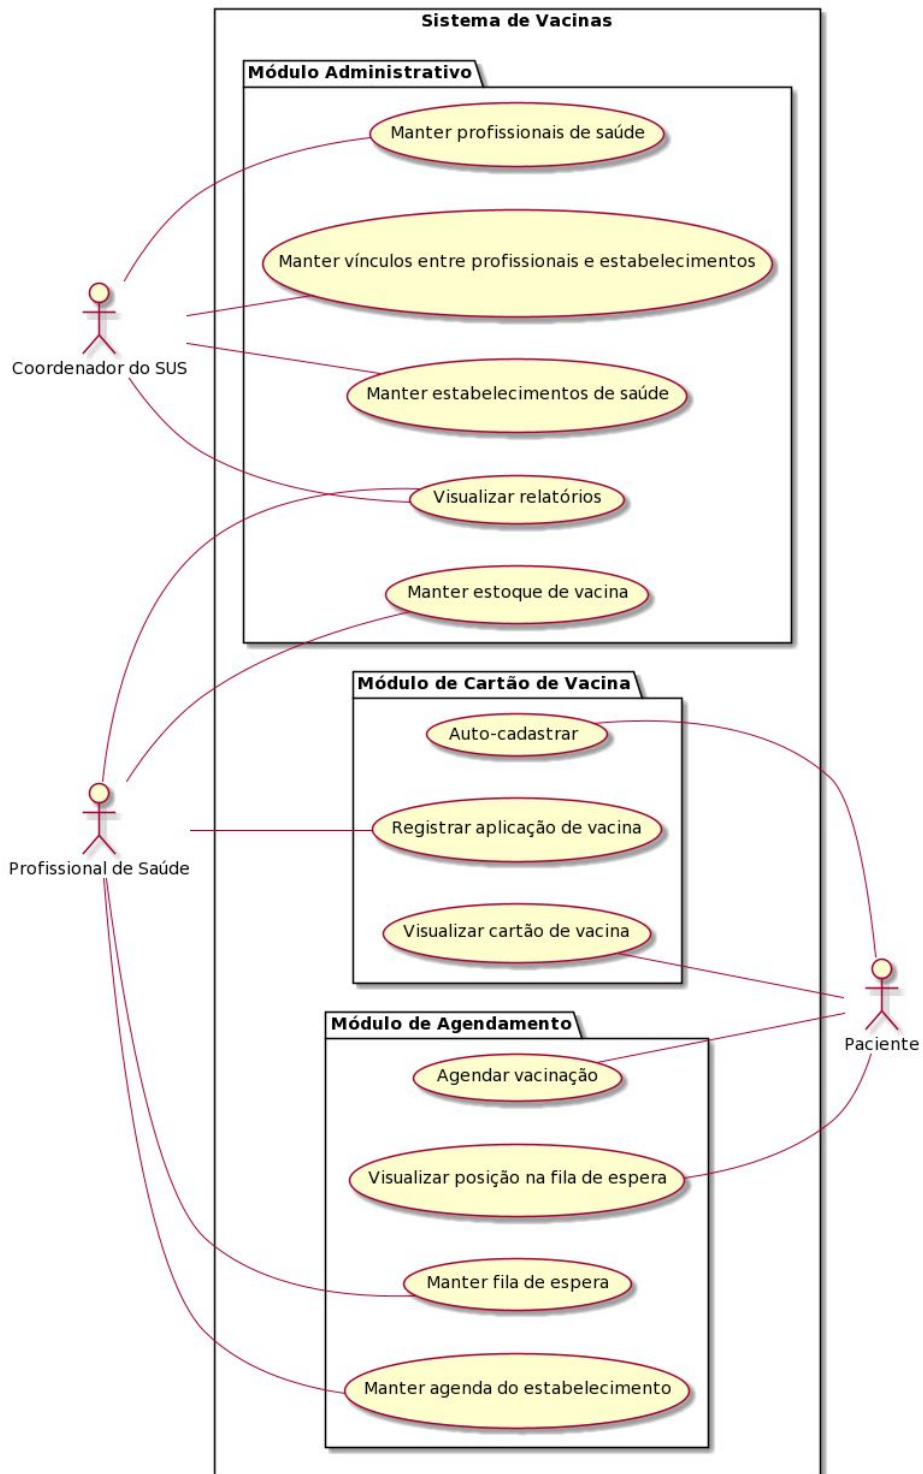 Sistema de Vacinas
Módulo Administrativo
Manter profissionais de saúde
Manter vínculos entre profissionais e estabelecimentos
Coordenador do SUS
Manter estabelecimentos de saúde
Visualizar relatórios
Manter estoque de vacina
Módulo de Cartão de Vacina
Auto-cadastrar
Registrar aplicação de vacina
Profissional de Saúde
Visualizar cartão de vacina
Módulo de Agendamento
Paciente
Agendar vacinação
Visualizar posição na fila de espera
Manter fila de espera
Manter agenda do estabelecimento